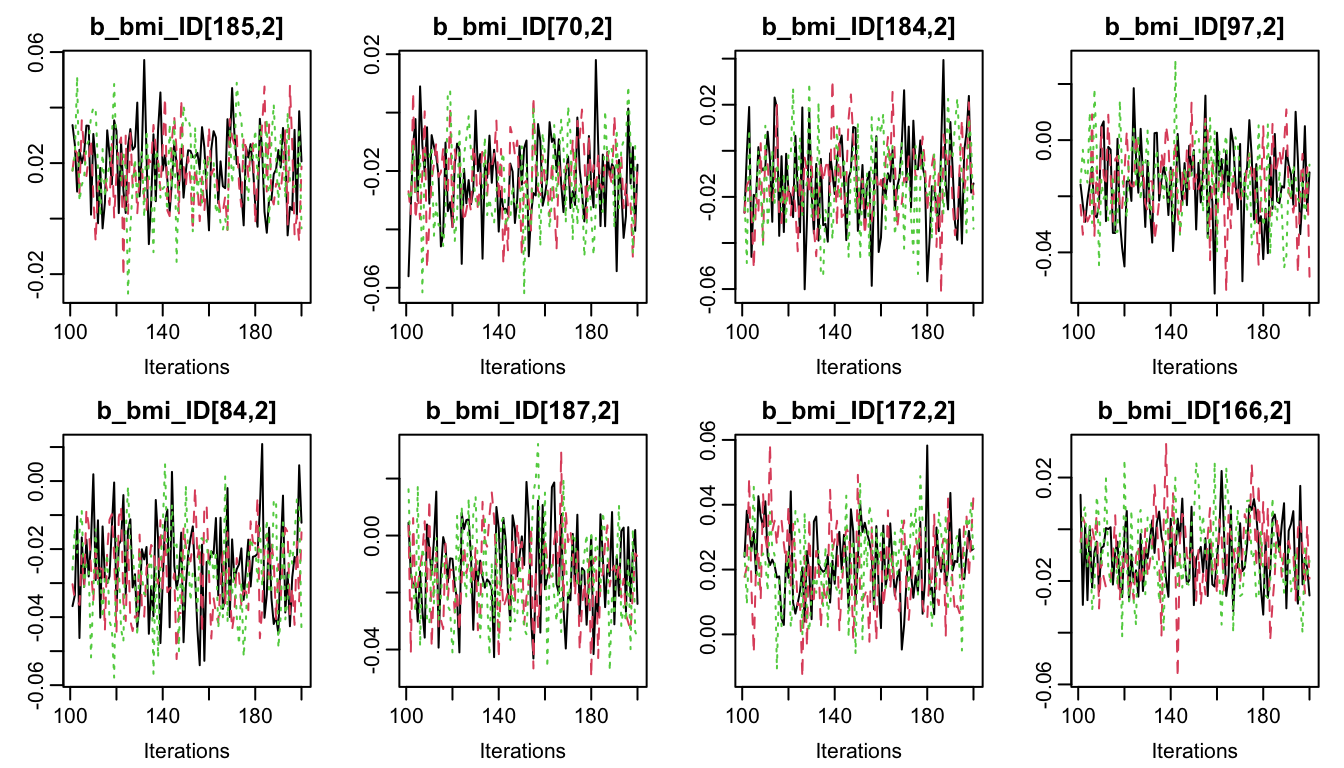 b_bmi_ID[185,2] b_bmi_ID[70,2] b_bmi_ID[184,2] b_bmi_ID[97,2]
0.06 0.02 -0.02
0.02 -0.02 -0.06
0.02 -0.02 -0.06
0.00 -0.04
100 140 180 100 140 180 100 140 180 100 140 180
Iterations Iterations Iterations Iterations
b_bmi_ID[84,2] b_bmi_ID[187,2] b_bmi_ID[172,2] b_bmi_ID[166,2]
0.00 -0.02 -0.04 -0.06
0.00 -0.04
0.06 0.04 0.02 0.00
0.02 -0.02 -0.06
100 140 180 100 140 180 100 140 180 100 140 180
Iterations Iterations Iterations Iterations